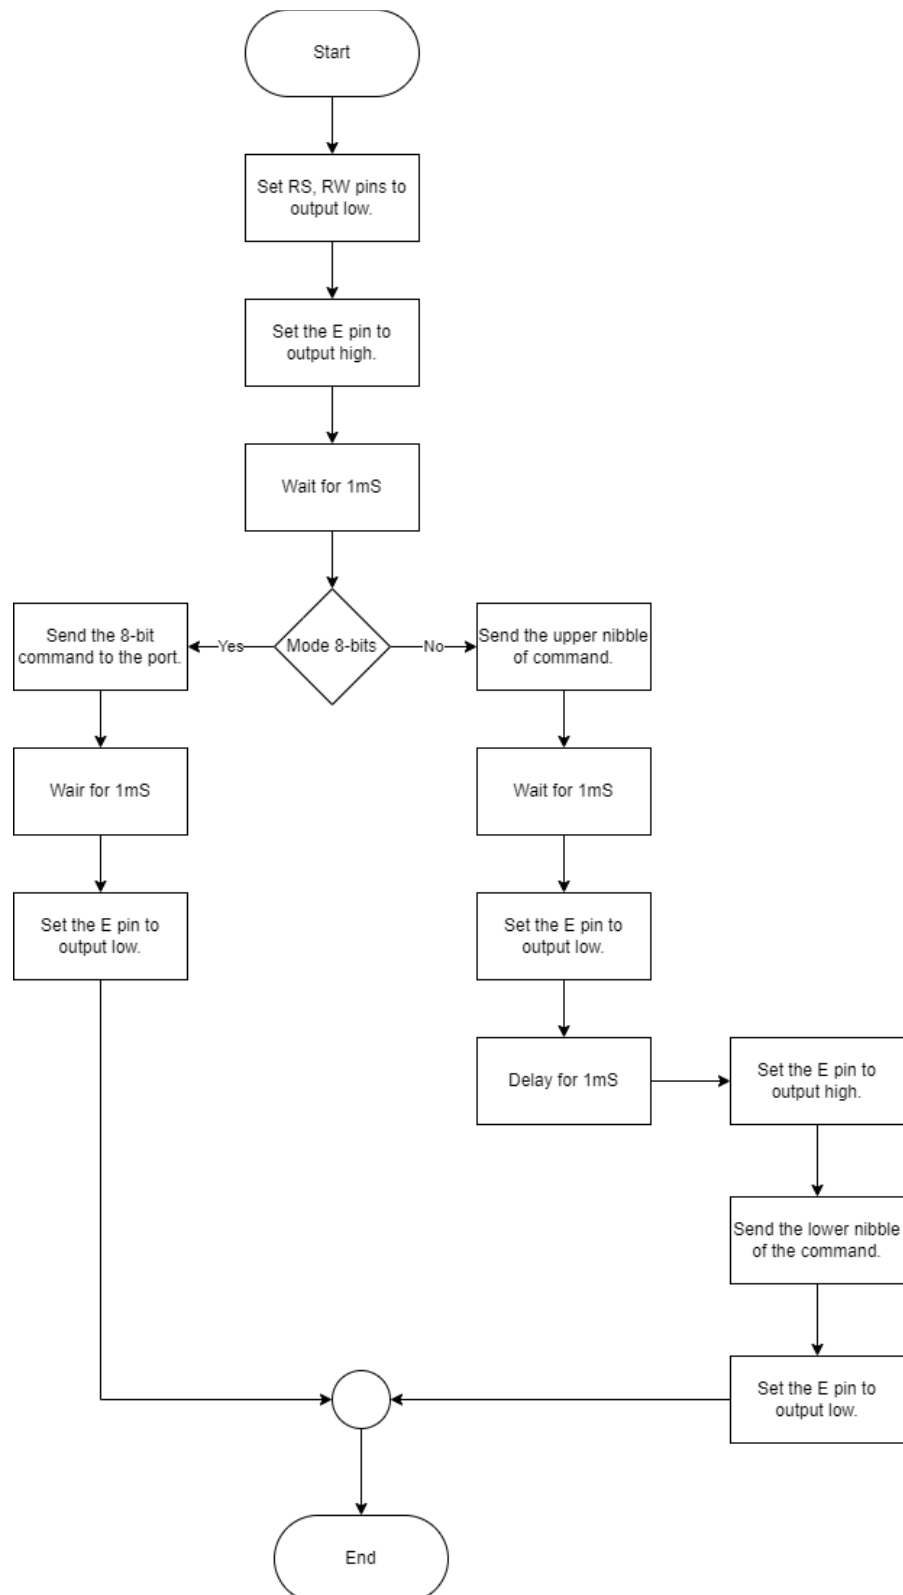 Start
Set RS, RW pins to
output low.
Set the E pin to
output high.
Wait for 1mS
Mode 8-bits
Yes
No
Send the 8-bit
command to the port.
Wair for 1mS
Set the E pin to
output low.
Send the upper nibble
of command.
Wait for 1mS
Set the E pin to
output low.
Delay for 1mS
Set the E pin to
output high.
Send the lower nibble
of the command.
Set the E pin to
output low.
End